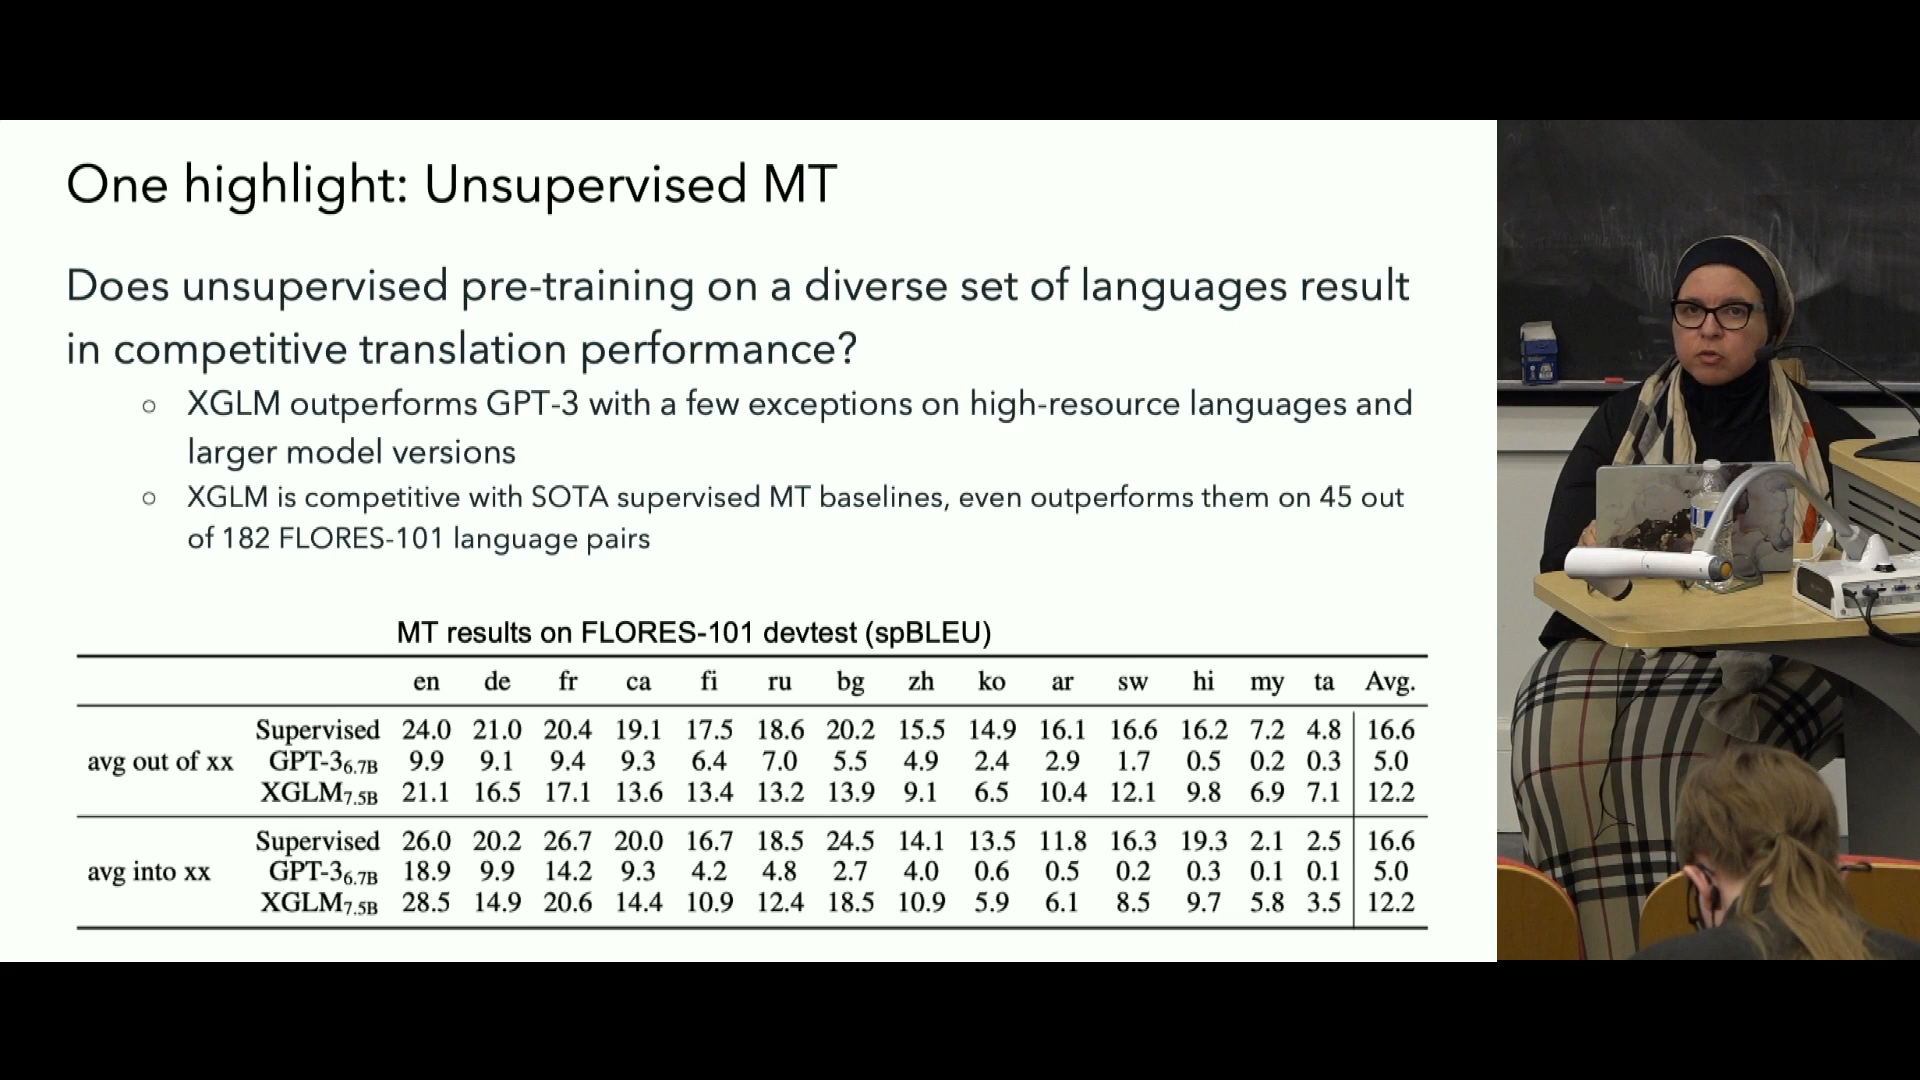 One highlight: Unsupervised MT
Does unsupervised pre-training on a diverse set of languages result
in competitive translation performance?
○ XGLM outperforms GPT-3 with a few exceptions on high-resource languages and
larger model versions
○ XGLM is competitive with SOTA supervised MT baselines, even outperforms them on 45 out
of 182 FLORES-101 language pairs
MT results on FLORES-101 devtest (spBLEU)
en de fr ca fi ru bg zh ko ar sw hi my ta Avg.
Supervised 24.0 21.0 20.4 19.1 17.5 18.6 20.2 15.5 14.9 16.1 16.6 16.2 7.2 4.8 16.6
avg out of xx GPT-3 6.7B 9.9 9.1 9.4 9.3 6.4 7.0 5.5 4.9 2.4 2.9 1.7 0.5 0.2 0.3 5.0
XGLM 7.5B 21.1 16.5 17.1 13.6 13.4 13.2 13.9 9.1 6.5 10.4 12.1 9.8 6.9 7.1 12.2
Supervised 26.0 20.2 26.7 20.0 16.7 18.5 24.5 14.1 13.5 11.8 16.3 19.3 2.1 2.5 16.6
avg into xx GPT-3 6.7B 18.9 9.9 14.2 9.3 4.2 4.8 2.7 4.0 0.6 0.5 0.2 0.3 0.1 0.1 5.0
XGLM 7.5B 28.5 14.9 20.6 14.4 10.9 12.4 18.5 10.9 5.9 6.1 8.5 9.7 5.8 3.5 12.2